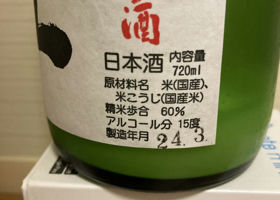 酒
日本酒 内容量
720ml
原材料名 米(国産)、
米こうじ(国産米)
精米歩合 60%
アルコール分 15度
製造年月 24.3